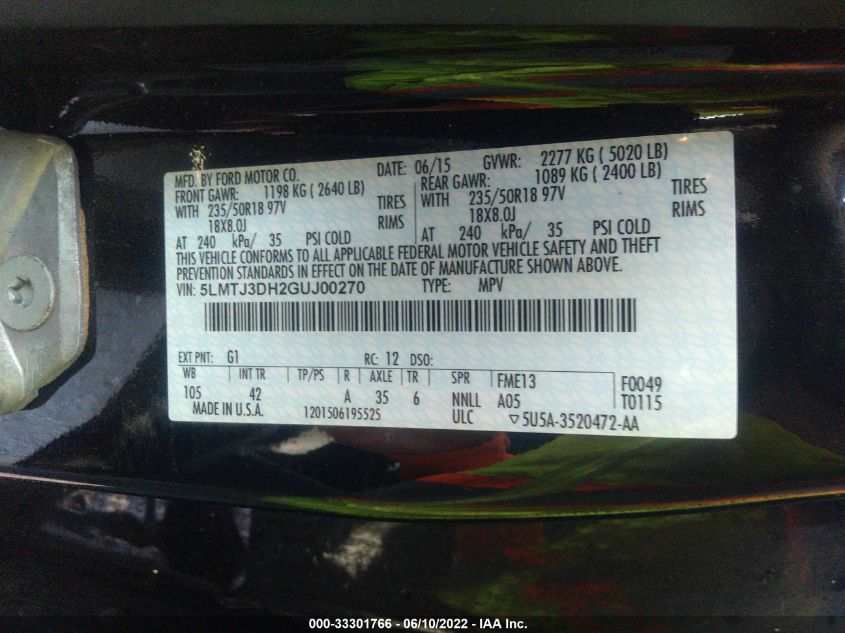 MFD. BY FORD MOTOR CO. DATE: 06/15 GVWR: 2277 KG ( 5020 LB)
FRONT GAWR: 1198 KG ( 2640 LB) REAR GAWR: 1089 KG ( 2400 LB)
WITH 235/50R18 97V TIRES WITH 235/50R18 97V TIRES
18X8.0J RIMS 18X8.0J RIMS
AT 240 kPa/ 35 PSI COLD AT 240 kPa/ 35 PSI COLD
THIS VEHICLE CONFORMS TO ALL APPLICABLE FEDERAL MOTOR VEHICLE SAFETY AND THEFT
PREVENTION STANDARDS IN EFFECT ON THE DATE OF MANUFACTURE SHOWN ABOVE.
VIN: 5LMTJ3DH2GUJ00270 TYPE: MPV
EXT PNT: G1 RC: 12 DSO:
WB INT TR TP/PS R AXLE TR SPR FME13 F0049
105 42 A 35 6 NNLL A05 T0115
MADE IN U.S.A. 1201506195525 ULC ▽5U5A-3520472-AA
000-33301766 - 06/10/2022 - IAA Inc.